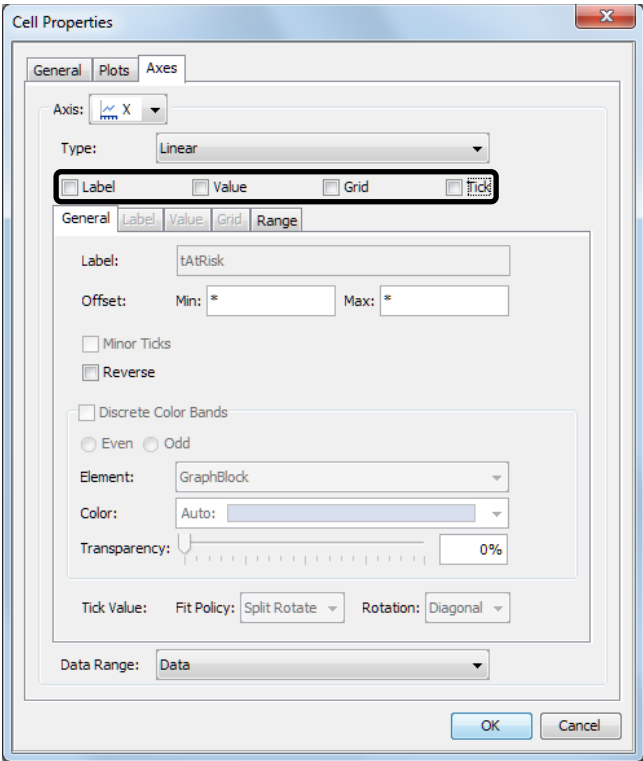 Cell Properties
x
General Plots Axes
Axis: X
Type: Linear
Label Value Grid Tick
General Label Value Grid Range
Label: tAtRisk
Offset: Min: * Max: *
Minor Ticks
Reverse
Discrete Color Bands
Even Odd
Element: GraphBlock
Color: Auto:
Transparency: 0%
Tick Value: Fit Policy: Split Rotate Rotation: Diagonal
Data Range: Data
OK Cancel